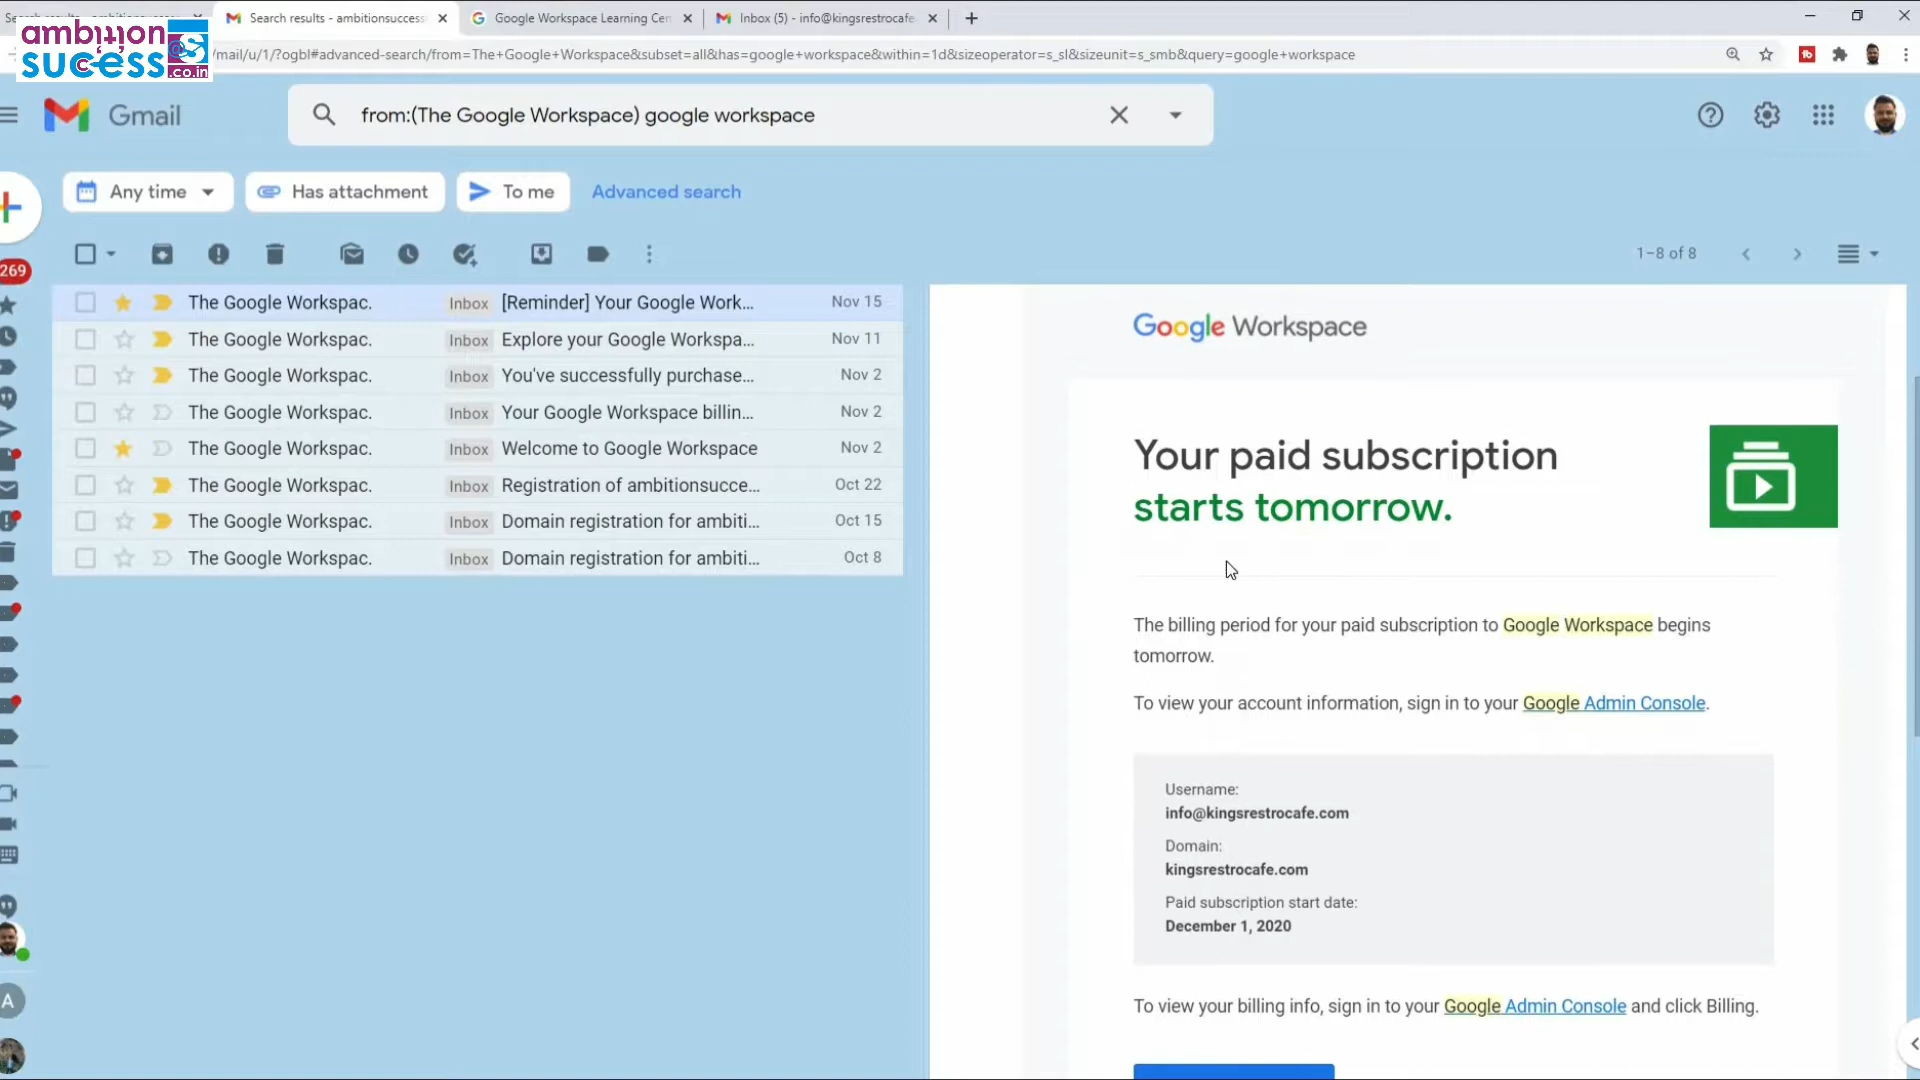 Search results - ambitionsuccess
Google Workspace Learning Cen
Inbox (5) - info@kingsrestrocafe
ambition
sucess
.co.in
/mail/u/1/?ogbl#advanced-search/from=The+Google+Workspace&subset=all&has=google+workspace&within=1d&sizeoperator=s_sl&sizeunit=s_smb&query=google+workspace
Gmail
from:(The Google Workspace) google workspace
Any time
Has attachment
To me
Advanced search
1–8 of 8
269
The Google Workspac. Inbox [Reminder] Your Google Work... Nov 15
The Google Workspac. Inbox Explore your Google Workspa... Nov 11
The Google Workspac. Inbox You've successfully purchase... Nov 2
The Google Workspac. Inbox Your Google Workspace billin... Nov 2
The Google Workspac. Inbox Welcome to Google Workspace Nov 2
The Google Workspac. Inbox Registration of ambitionsucce... Oct 22
The Google Workspac. Inbox Domain registration for ambiti... Oct 15
The Google Workspac. Inbox Domain registration for ambiti... Oct 8
Google Workspace
Your paid subscription
starts tomorrow.
The billing period for your paid subscription to Google Workspace begins
tomorrow.
To view your account information, sign in to your Google Admin Console.
Username:
info@kingsrestrocafe.com
Domain:
kingsrestrocafe.com
Paid subscription start date:
December 1, 2020
To view your billing info, sign in to your Google Admin Console and click Billing.
A